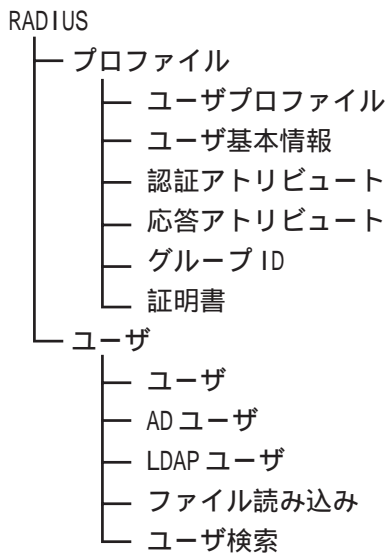 RADIUS
プロファイル
ユーザプロファイル
ユーザ基本情報
認証アトリビュート
応答アトリビュート
グループ ID
証明書
ユーザ
ユーザ
AD ユーザ
LDAP ユーザ
ファイル読み込み
ユーザ検索